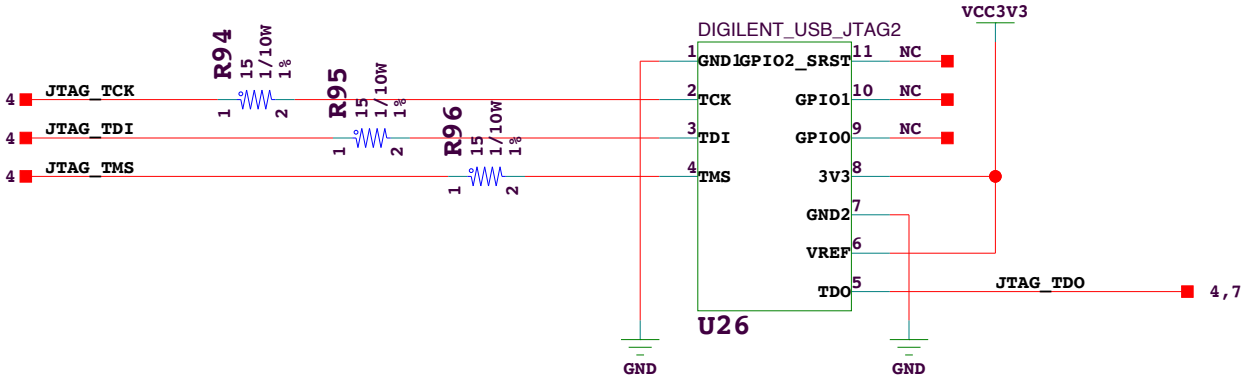 VCC3V3
DIGILENT_USB_JTAG2
R94
15
1/10W
1%
1
2
R95
15
1/10W
1%
1
2
R96
15
1/10W
1%
1
2
4 JTAG_TCK
4 JTAG_TDI
4 JTAG_TMS
1 GND1 GPIO2_SRST 11 NC
2 TCK GPIO1 10 NC
3 TDI GPIO0 9 NC
4 TMS 3V3 8
GND2 7
VREF 6
TDO 5 JTAG_TDO 4,7
U26
GND
GND